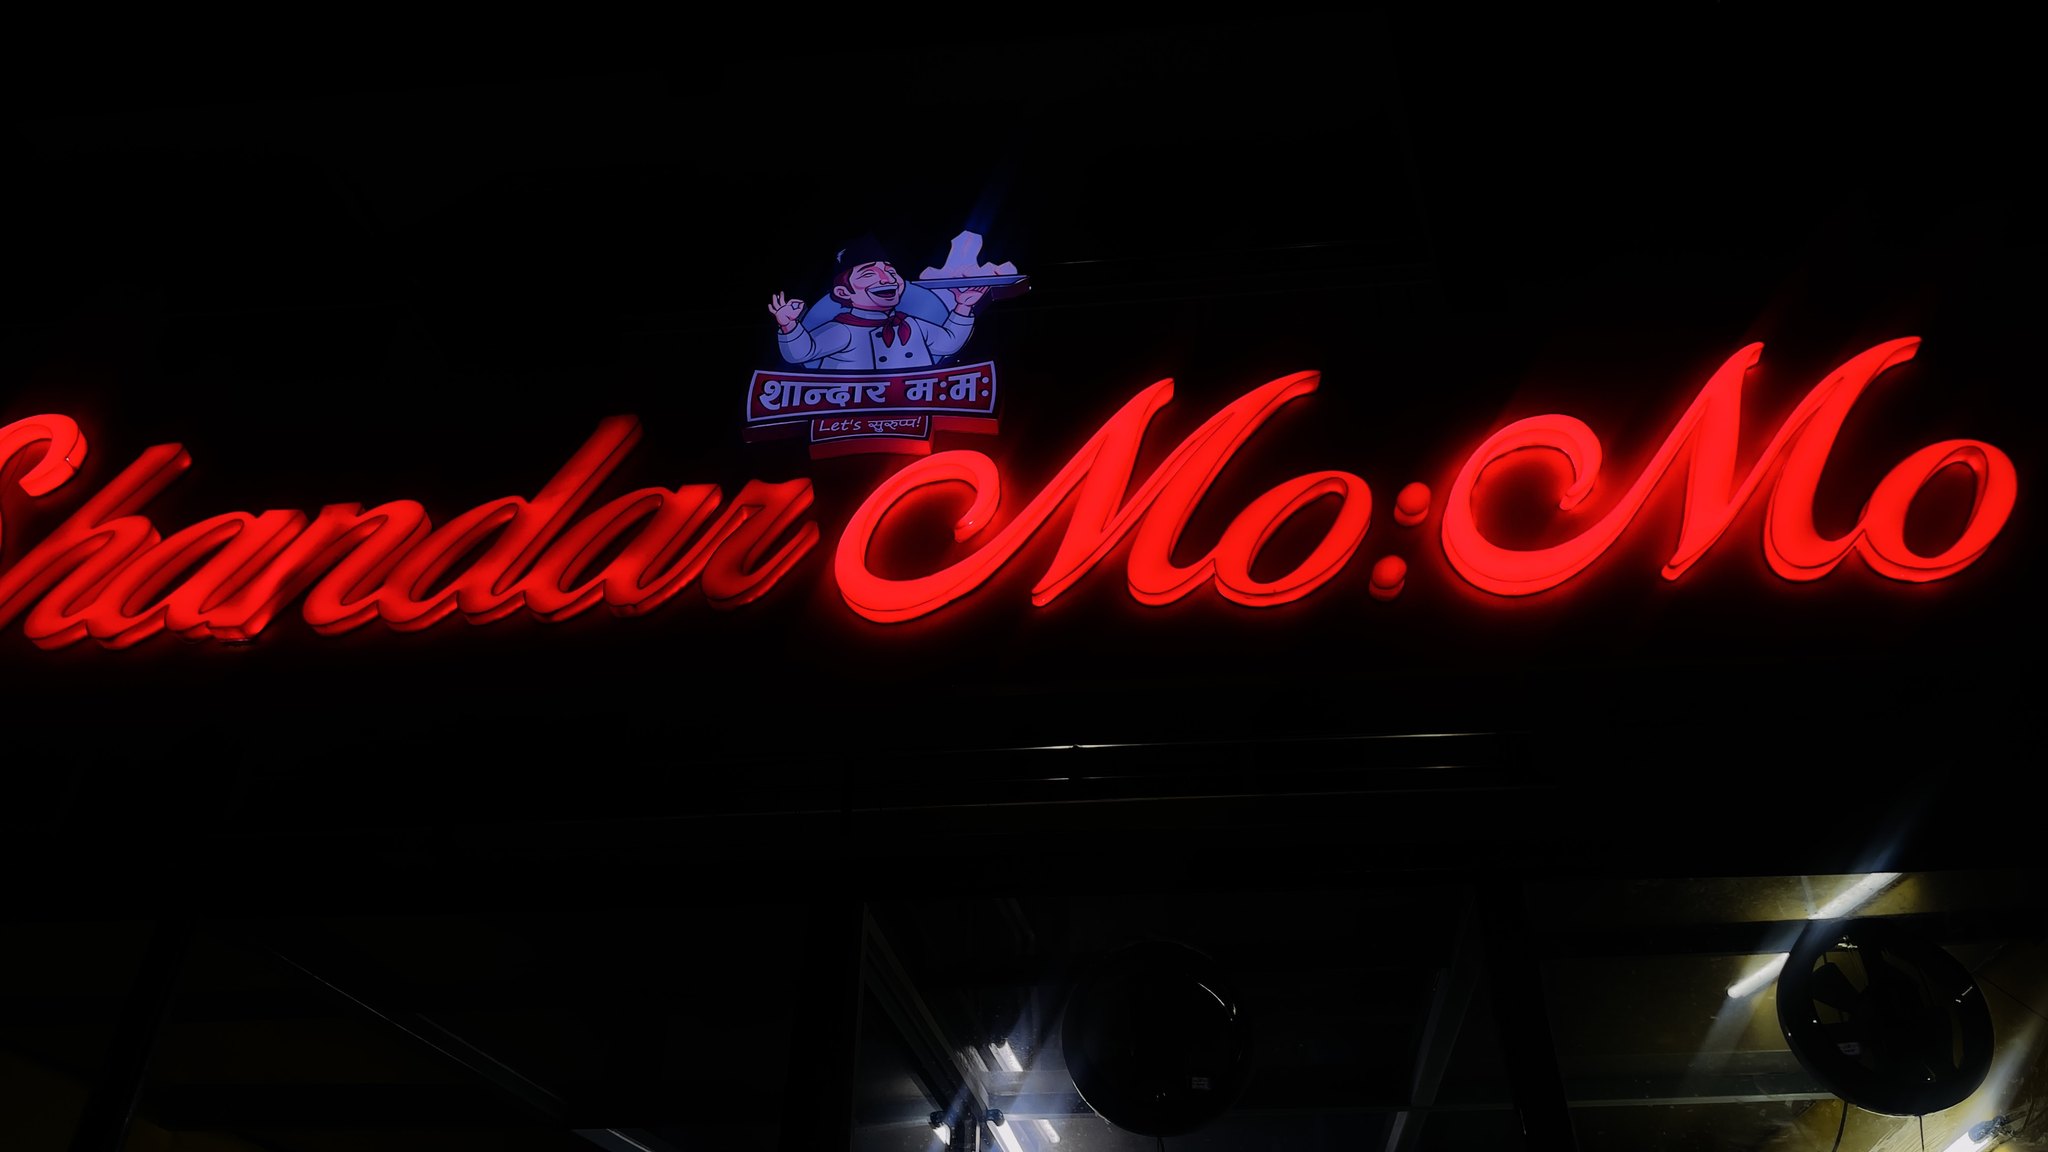 शान्दार म:म:
Let's सुरुप्प!
Shandar Mo:Mo